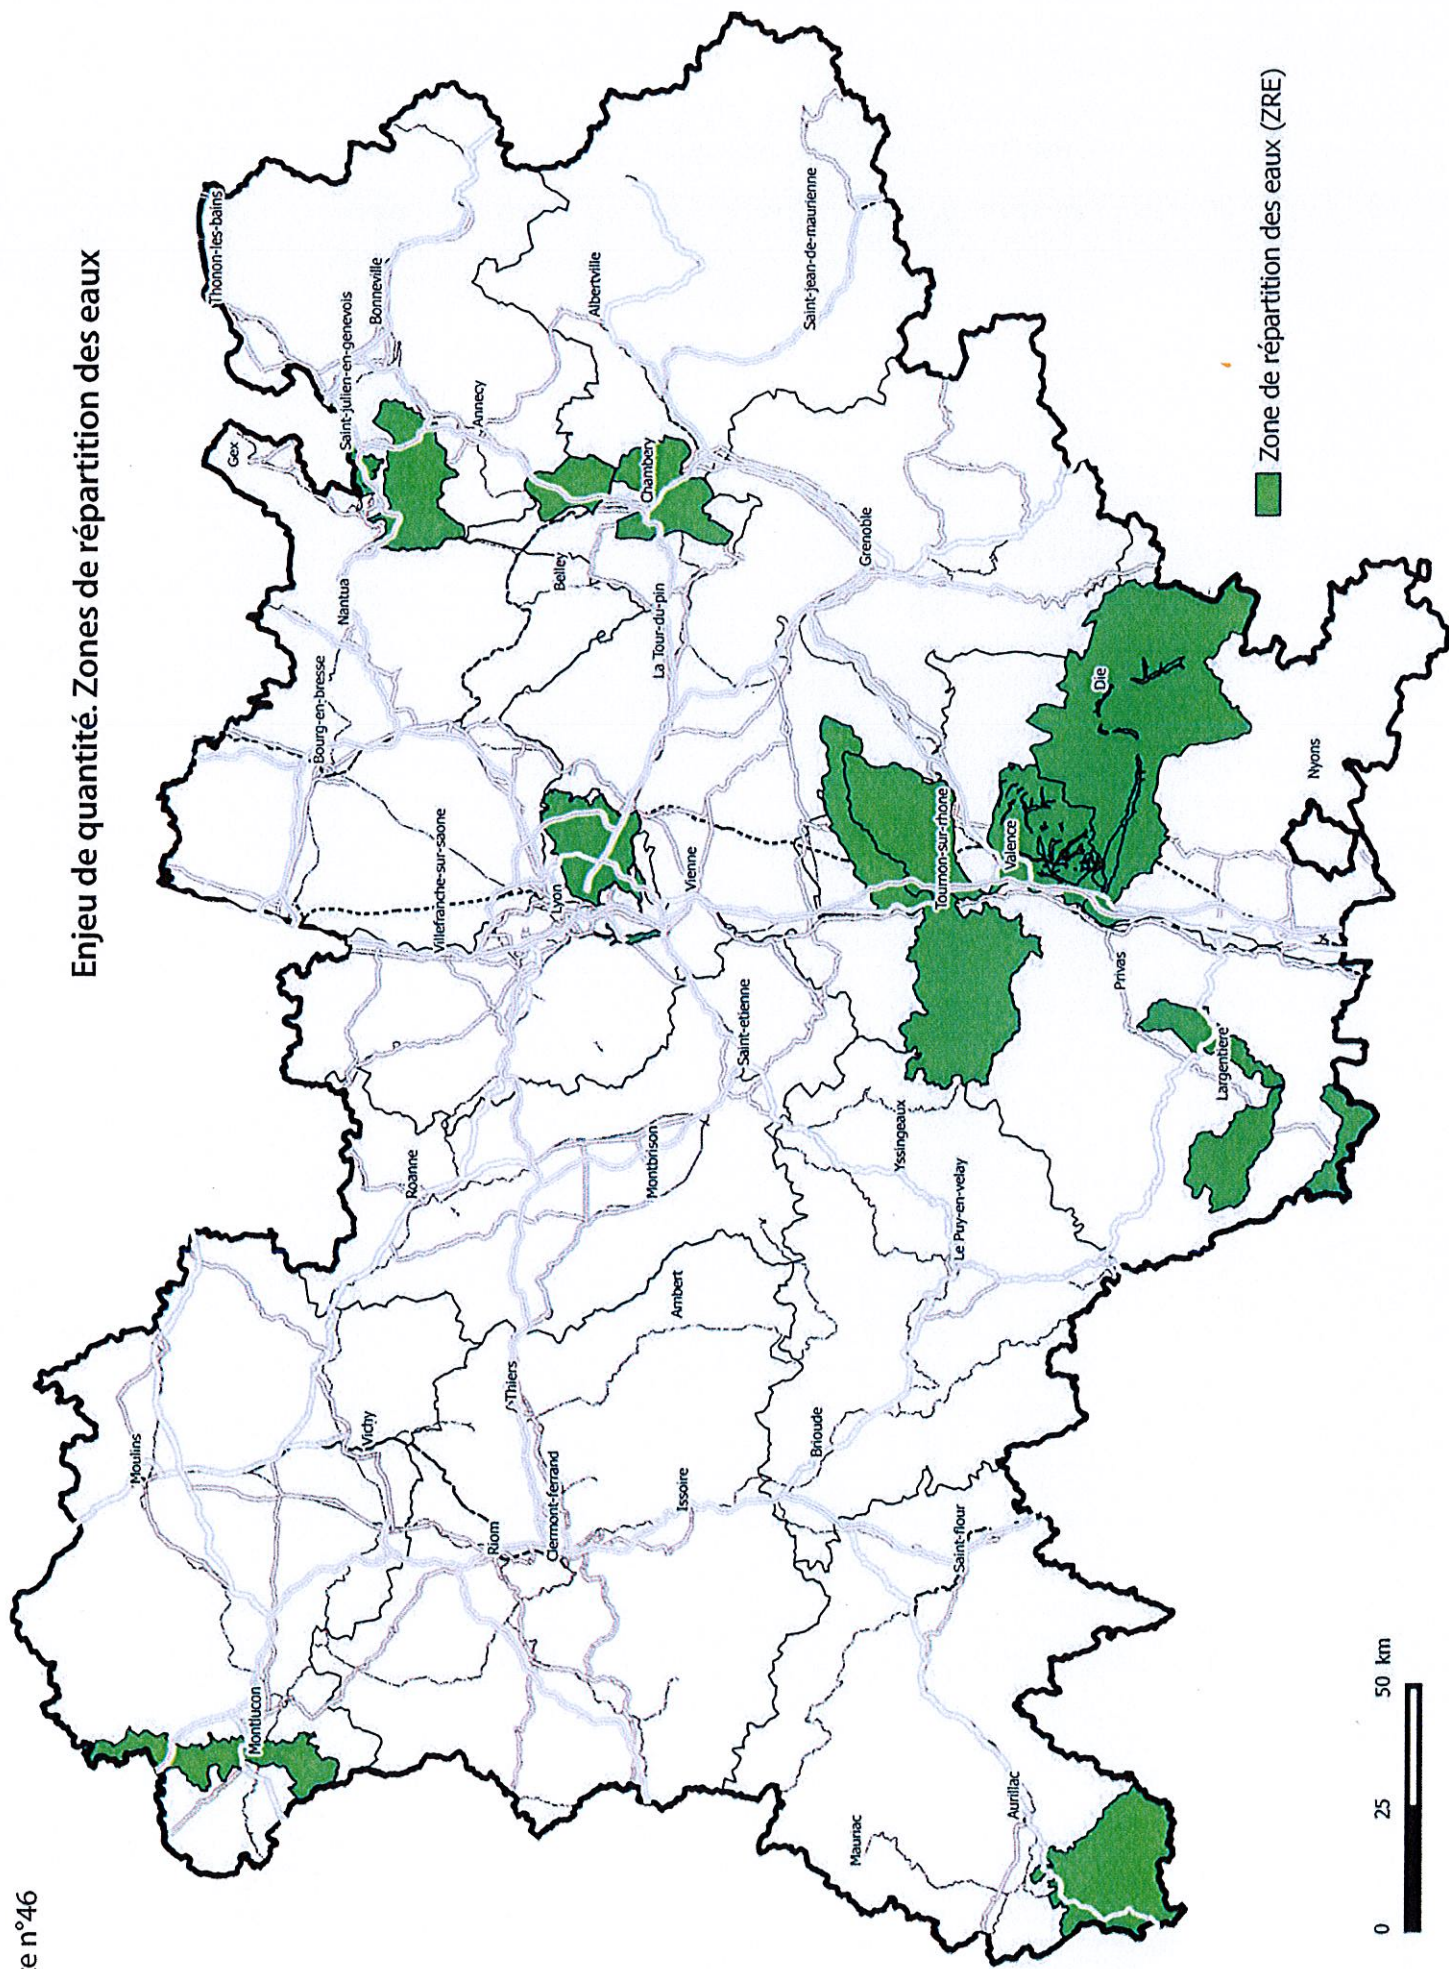 e n°46
Enjeu de quantité. Zones de répartition des eaux
Moulins
Montlucon
Vichy
Roanne
Riom
Clermont-ferrand
Thiers
Issoire
Ambert
Montbrison
Brioude
Saint-flour
Mauriac
Aurillac
Le Puy-en-velay
Yssingeaux
Saint-etienne
Villefranche-sur-saone
Lyon
Vienne
Bourg-en-bresse
Nantua
Gex
Belley
La Tour-du-pin
Saint-julien-en-genevois
Thonon-les-bains
Bonneville
Annecy
Albertville
Chambery
Saint-jean-de-maurienne
Grenoble
Tournon-sur-rhone
Valence
Die
Privas
Largentiere
Nyons
Zone de répartition des eaux (ZRE)
0 25 50 km